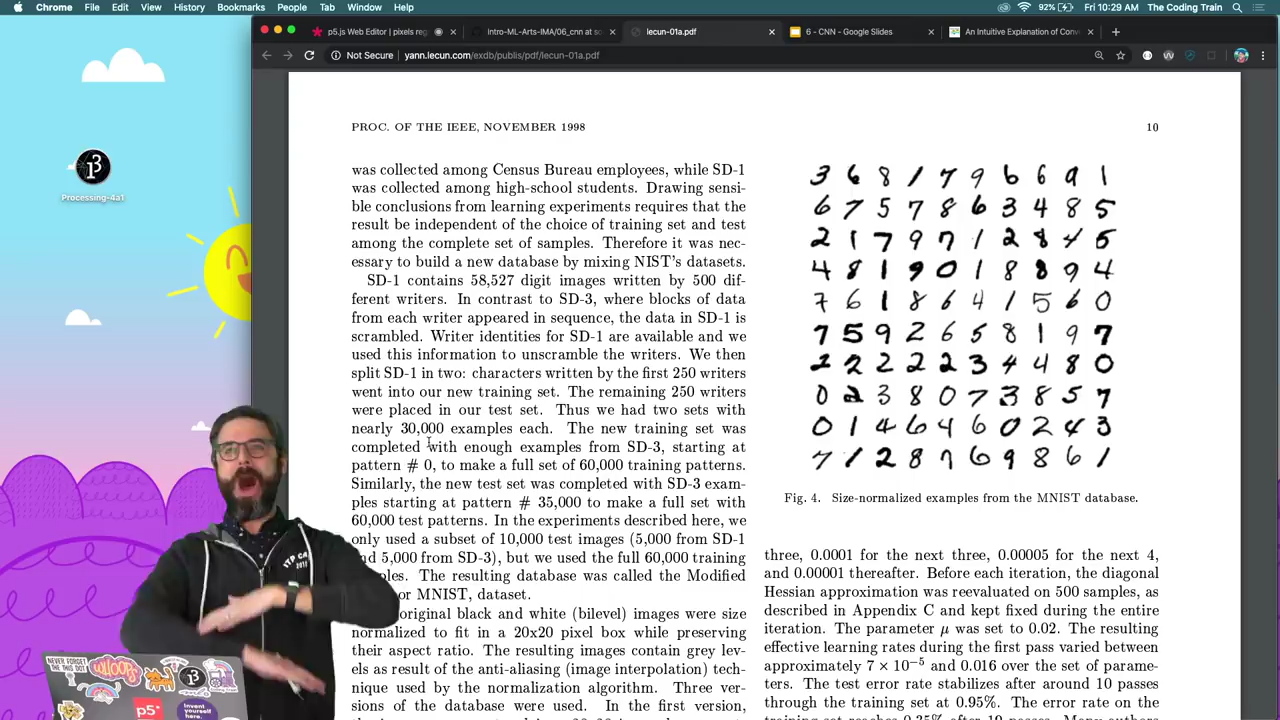 Chrome File Edit View History Bookmarks People Tab Window Help 92% Fri 10:29 AM The Coding Train
p5.js Web Editor | pixels reg
Intro-ML-Arts-IMA/06_cnn at so
lecun-01a.pdf
6 - CNN - Google Slides
An Intuitive Explanation of Conv
Not Secure | yann.lecun.com/exdb/publis/pdf/lecun-01a.pdf
Processing-4a1
PROC. OF THE IEEE, NOVEMBER 1998 10
was collected among Census Bureau employees, while SD-1
was collected among high-school students. Drawing sensi-
ble conclusions from learning experiments requires that the
result be independent of the choice of training set and test
among the complete set of samples. Therefore it was nec-
essary to build a new database by mixing NIST's datasets.
SD-1 contains 58,527 digit images written by 500 dif-
ferent writers. In contrast to SD-3, where blocks of data
from each writer appeared in sequence, the data in SD-1 is
scrambled. Writer identities for SD-1 are available and we
used this information to unscramble the writers. We then
split SD-1 in two: characters written by the first 250 writers
went into our new training set. The remaining 250 writers
were placed in our test set. Thus we had two sets with
nearly 30,000 examples each. The new training set was
completed with enough examples from SD-3, starting at
pattern # 0, to make a full set of 60,000 training patterns.
Similarly, the new test set was completed with SD-3 exam-
ples starting at pattern # 35,000 to make a full set with
60,000 test patterns. In the experiments described here, we
only used a subset of 10,000 test images (5,000 from SD-1
nd 5,000 from SD-3), but we used the full 60,000 training
ples. The resulting database was called the Modified
or MNIST, dataset.
original black and white (bilevel) images were size
normalized to fit in a 20x20 pixel box while preserving
their aspect ratio. The resulting images contain grey lev-
els as result of the anti-aliasing (image interpolation) tech-
nique used by the normalization algorithm. Three ver-
sions of the database were used. In the first version,
3 6 8 1 7 9 6 6 9 1
6 7 5 7 8 6 3 4 8 5
2 1 7 9 7 1 2 8 4 5
4 8 1 9 0 1 8 8 9 4
7 6 1 8 6 4 1 5 6 0
7 5 9 2 6 5 8 1 9 7
2 2 2 2 2 3 4 4 8 0
0 2 3 8 0 7 3 8 5 7
0 1 4 6 4 6 0 2 4 3
7 1 2 8 7 6 9 8 6 1
Fig. 4. Size-normalized examples from the MNIST database.
three, 0.0001 for the next three, 0.00005 for the next 4,
and 0.00001 thereafter. Before each iteration, the diagonal
Hessian approximation was reevaluated on 500 samples, as
described in Appendix C and kept fixed during the entire
iteration. The parameter μ was set to 0.02. The resulting
effective learning rates during the first pass varied between
approximately 7 × 10⁻⁵ and 0.016 over the set of parame-
ters. The test error rate stabilizes after around 10 passes
through the training set at 0.95%. The error rate on the
ITP CA
NEVER FORGET THE THIS DOT
WHOOPS
p5*
Invent yourself